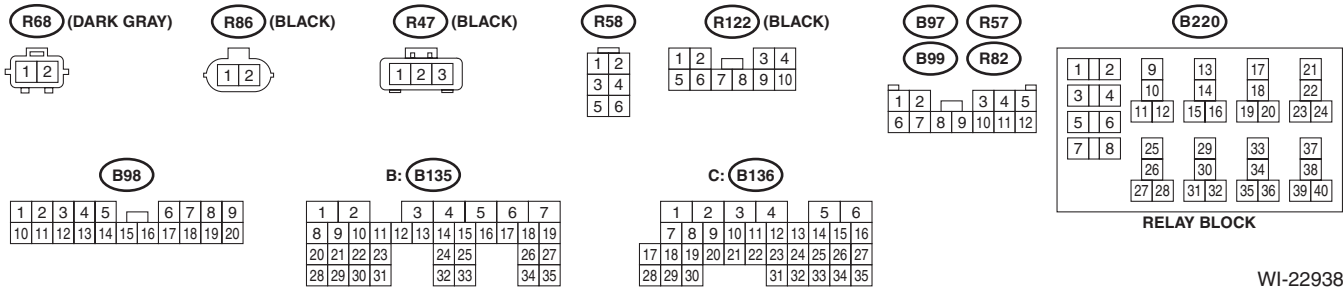 R68 (DARK GRAY)
1 2
R86 (BLACK)
1 2
R47 (BLACK)
1 2 3
R58
1 2
3 4
5 6
R122 (BLACK)
1 2 3 4
5 6 7 8 9 10
B97 R57
B99 R82
1 2 3 4 5
6 7 8 9 10 11 12
B220
1 2 9 13 17 21
3 4 10 14 18 22
11 12 15 16 19 20 23 24
5 6
7 8 25 29 33 37
26 30 34 38
27 28 31 32 35 36 39 40
RELAY BLOCK
B98
1 2 3 4 5 6 7 8 9
10 11 12 13 14 15 16 17 18 19 20
B: B135
1 2 3 4 5 6 7
8 9 10 11 12 13 14 15 16 17 18 19
20 21 22 23 24 25 26 27
28 29 30 31 32 33 34 35
C: B136
1 2 3 4 5 6
7 8 9 10 11 12 13 14 15 16
17 18 19 20 21 22 23 24 25 26 27
28 29 30 31 32 33 34 35
WI-22938